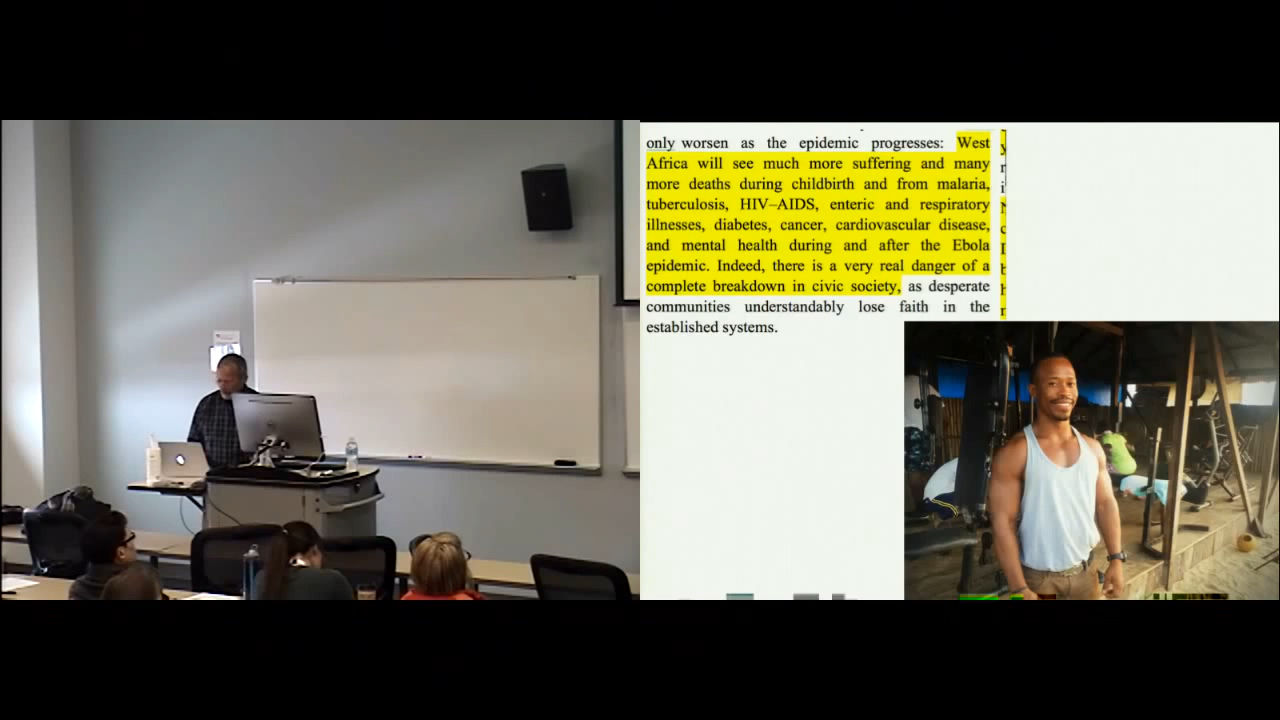 only worsen as the epidemic progresses: West
Africa will see much more suffering and many
more deaths during childbirth and from malaria,
tuberculosis, HIV–AIDS, enteric and respiratory
illnesses, diabetes, cancer, cardiovascular disease,
and mental health during and after the Ebola
epidemic. Indeed, there is a very real danger of a
complete breakdown in civic society, as desperate
communities understandably lose faith in the
established systems.